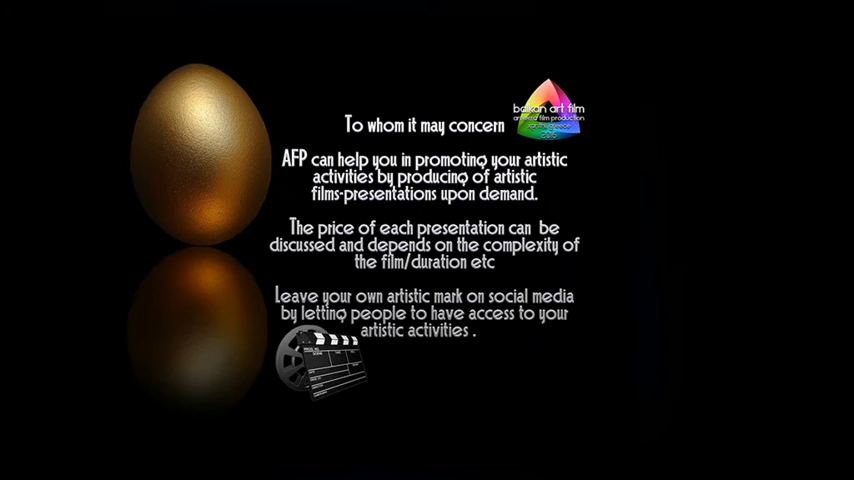 balkan art film
To whom it may concern
AFP can help you in promoting your artistic
activities by producing of artistic
films-presentations upon demand.
The price of each presentation can be
discussed and depends on the complexity of
the film/duration etc
Leave your own artistic mark on social media
by letting people to have access to your
artistic activities .